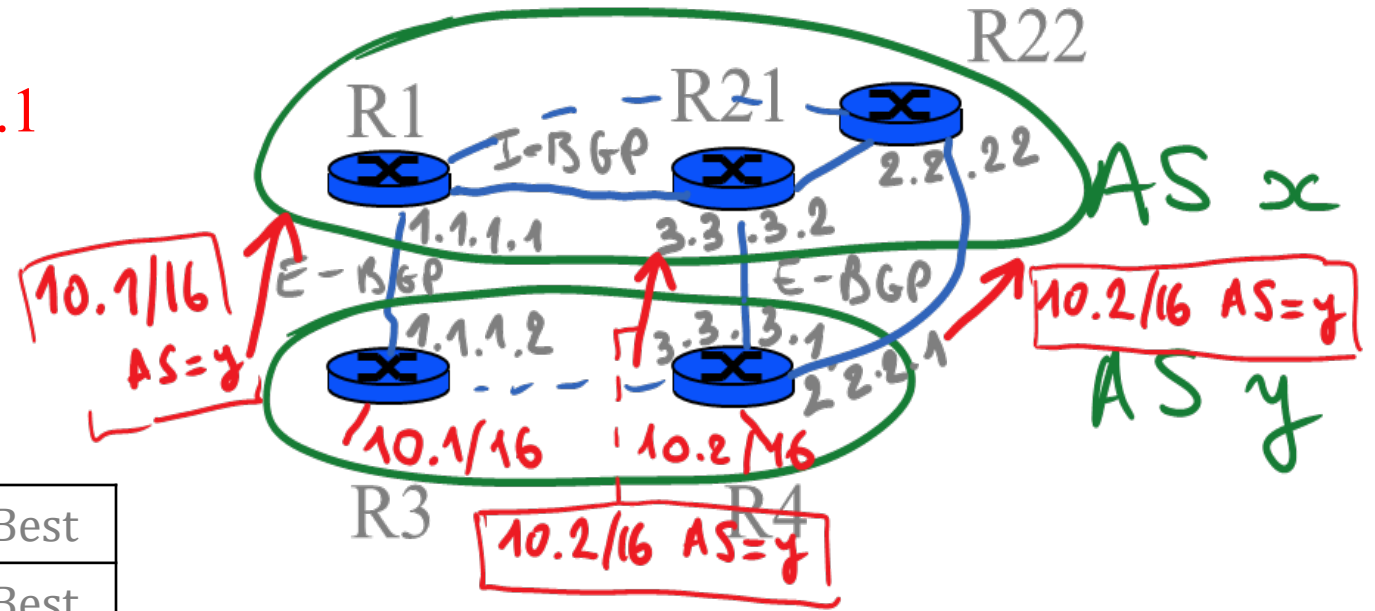 R22
.1
R1
R21
I-BGP
2.2 .22
AS x
1.1.1.1
3.3 .3.2
10.1/16
AS=y
E-BGP
E-BGP
10.2/16 AS=y
1.1.1.2
3.3.3.1
2.2.2.1
AS y
10.1/16
10.2/16
R3
R4
10.2/16 AS=y
Best
Best